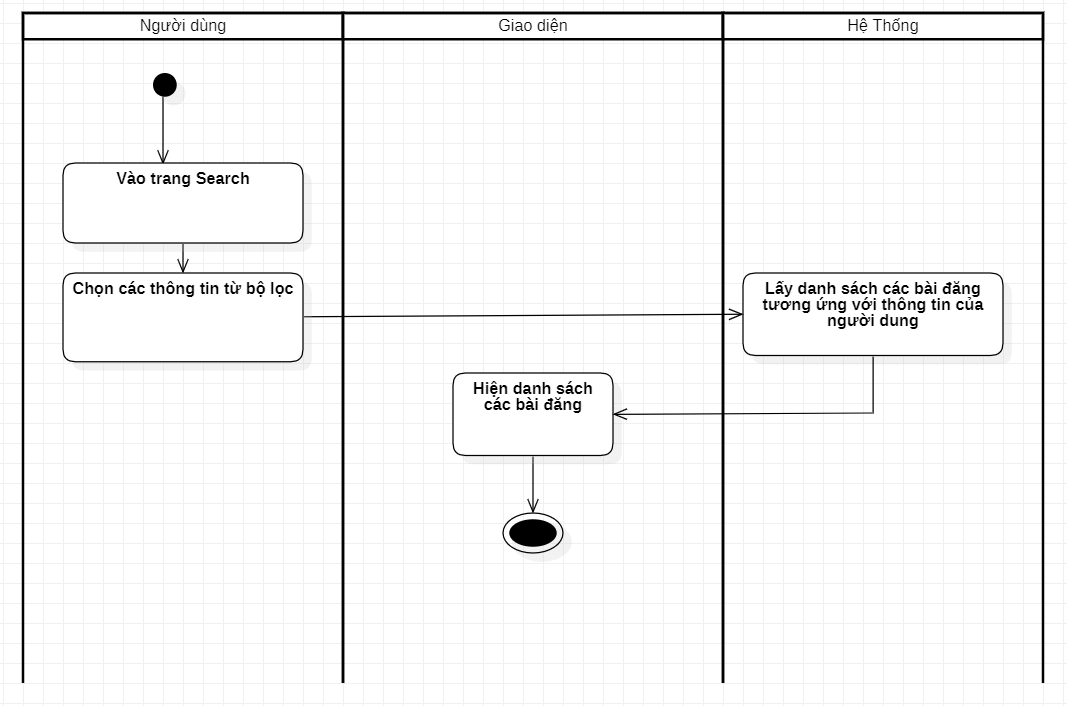 Người dùng
Giao diện
Hệ Thống
Vào trang Search
Chọn các thông tin từ bộ lọc
Lấy danh sách các bài đăng
tương ứng với thông tin của
người dung
Hiện danh sách
các bài đăng